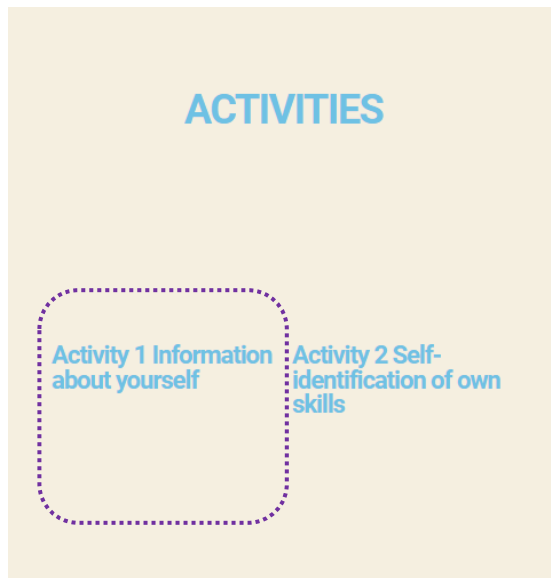 ACTIVITIES
Activity 1 Information
about yourself
Activity 2 Self-
identification of own
skills